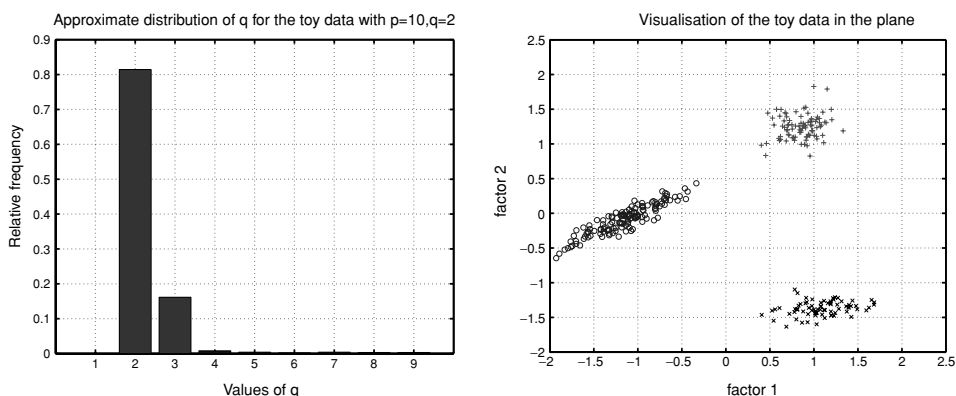 Approximate distribution of q for the toy data with p=10,q=2
0.9
0.8
0.7
0.6
0.5
0.4
0.3
0.2
0.1
0
Relative frequency
1 2 3 4 5 6 7 8 9
Values of q
Visualisation of the toy data in the plane
2.5
2
1.5
1
0.5
0
−0.5
−1
−1.5
−2
factor 2
−2 −1.5 −1 −0.5 0 0.5 1 1.5 2 2.5
factor 1